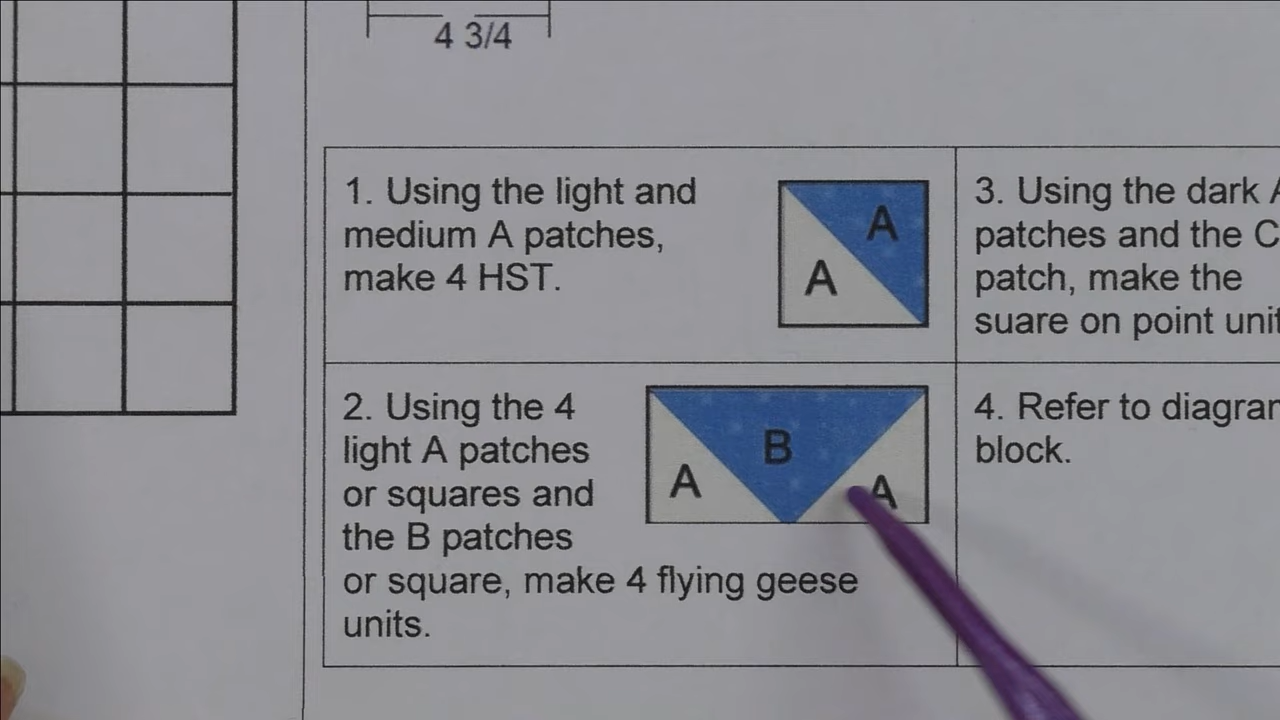 4 3/4
1. Using the light and
medium A patches,
make 4 HST.
A
A
2. Using the 4
light A patches
or squares and
the B patches
or square, make 4 flying geese
units.
A
B
A
3. Using the dark A
patches and the C
patch, make the
suare on point unit
4. Refer to
block.